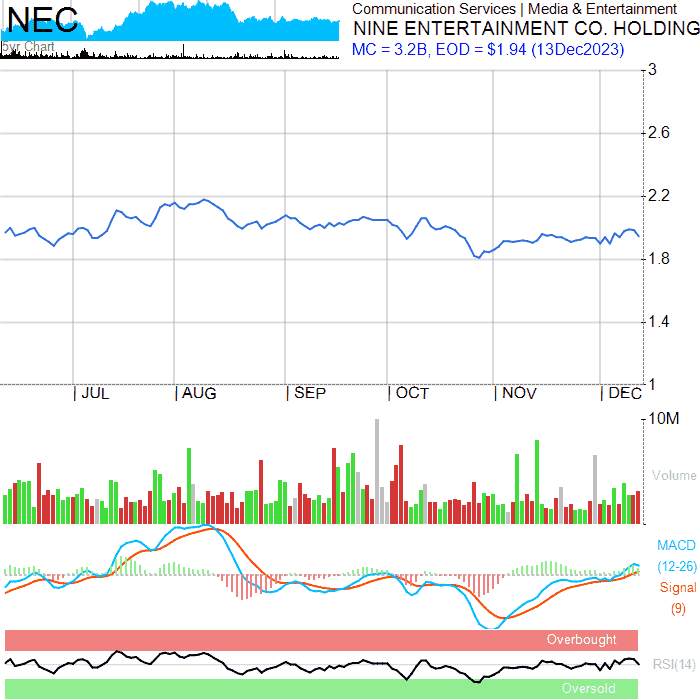 NEC
5yr Chart
Communication Services | Media & Entertainment
NINE ENTERTAINMENT CO. HOLDING
MC = 3.2B, EOD = $1.94 (13Dec2023)
3
2.6
2.2
1.8
1.4
1
| JUL | AUG | SEP | OCT | NOV | DEC
10M
Volume
MACD
(12-26)
Signal
(9)
Overbought
RSI(14)
Oversold